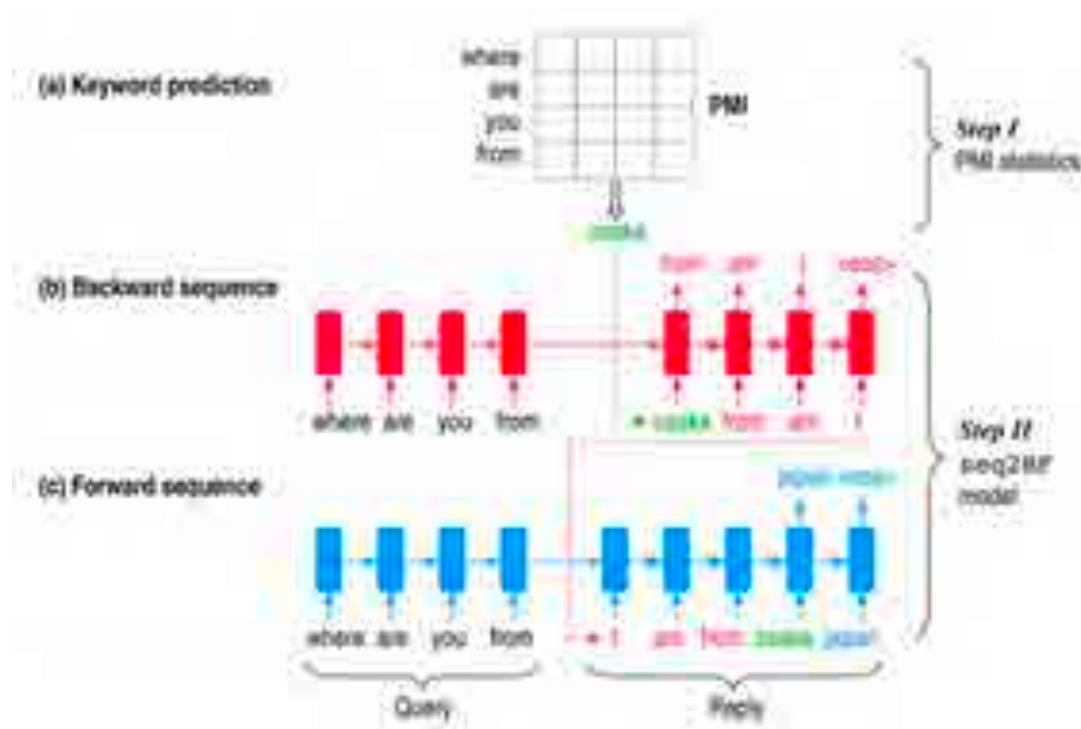 (a) Keyword prediction
where
are
you
from
PMI
Step I
PMI statistics
osaka
(b) Backward sequence
from am I <eos>
where are you from
osaka from am I
Step II
model
(c) Forward sequence
japan <eos>
where are you from
I am from osaka japan
Query
Reply